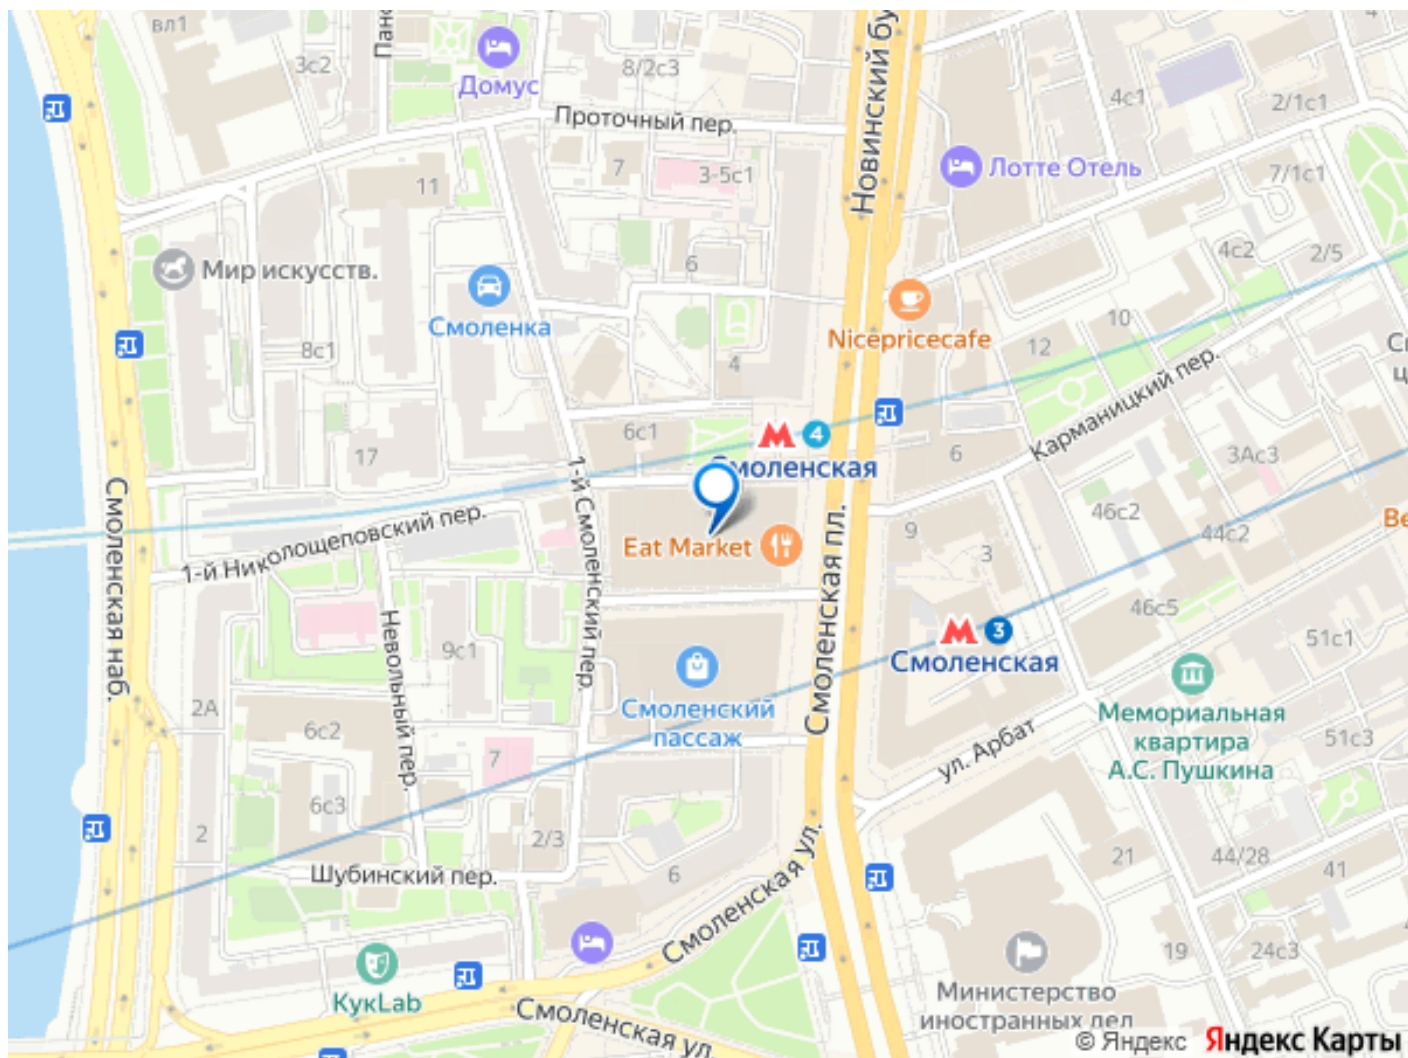 вл1
3с2
Домус
8/2с3
4с1
2/1с1
Проточный пер.
Новинский бу
11
7
3-5с1
Лотте Отель
7/1с1
Мир искусств.
6
4с2
2/5
Смоленка
Nicepricecafe
8с1
4
12
10
Карманицкий пер.
6с1
4
Смоленская
17
6
3Ас3
1-й Николощеповский пер.
1-й Смоленский пер.
Eat Market
Смоленская пл.
9
3
46с2
44с2
Смоленская наб.
Невольный пер.
9с1
3
Смоленская
46с5
51с1
2А
6с2
Смоленский
пассаж
ул. Арбат
Мемориальная
квартира
А.С. Пушкина
51с3
7
6с3
2
2/3
Шубинский пер.
6
Смоленская ул.
21
44/28
41
КукLab
19
24с3
Министерство
иностранных дел
Смоленская ул.
© Яндекс Яндекс Карты